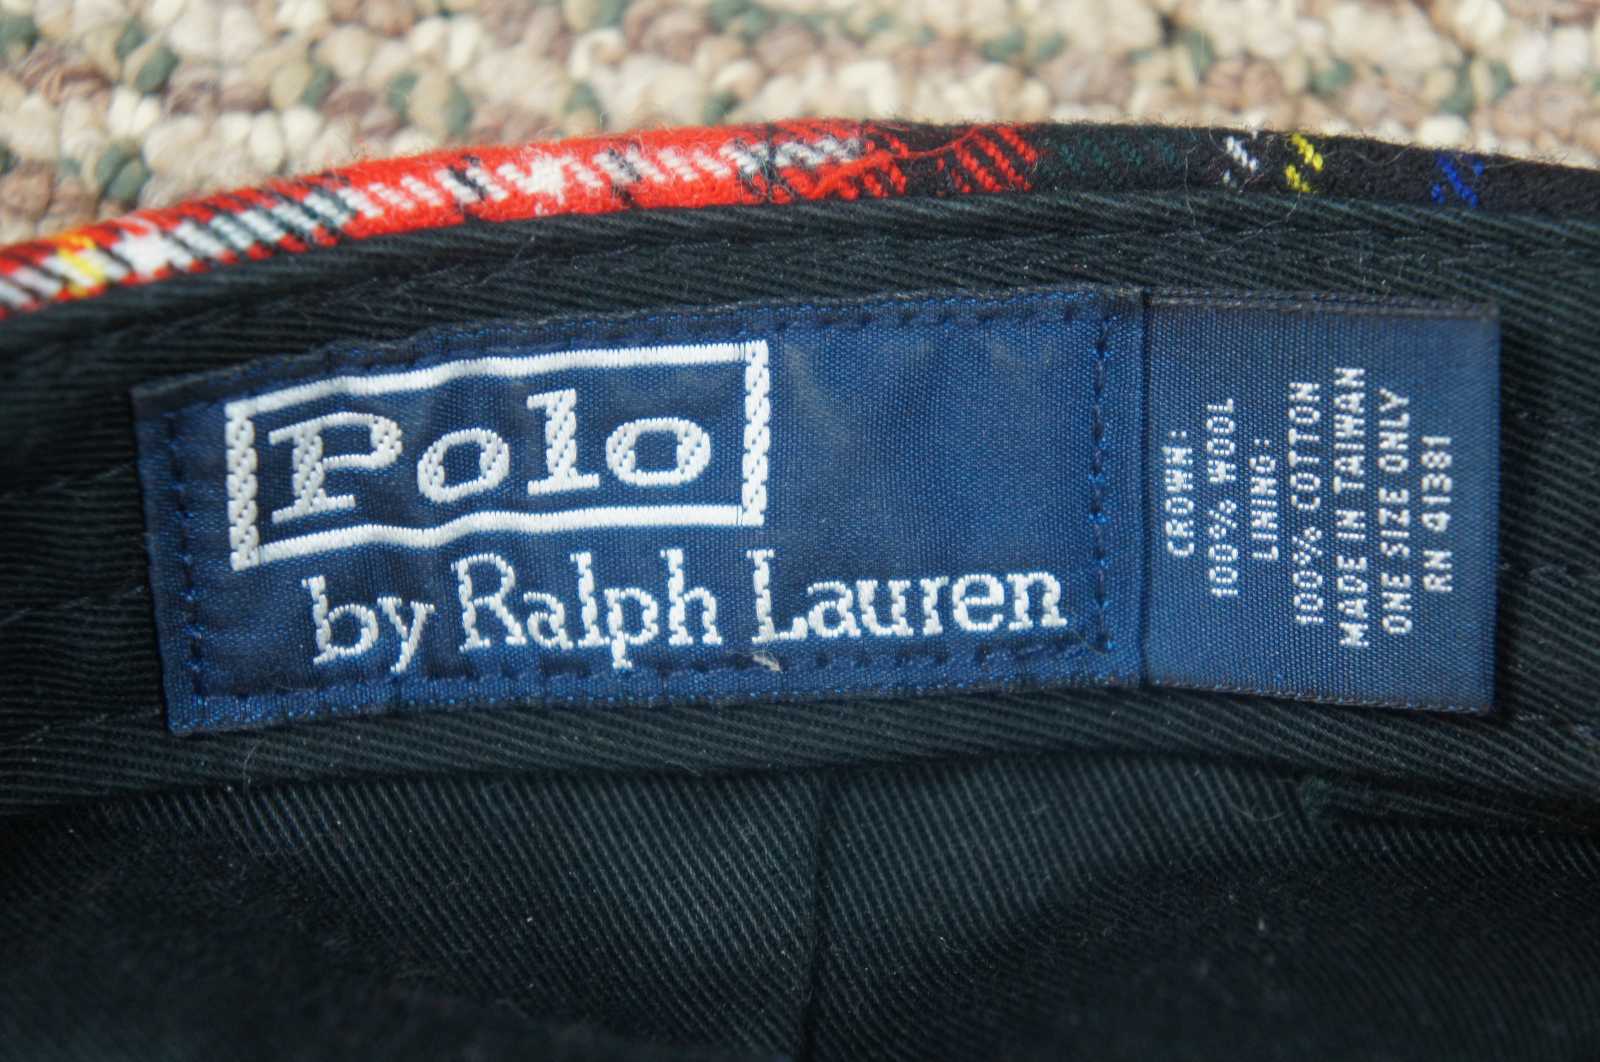 Polo
by Ralph Lauren
CROWN:
100% WOOL
LINING:
100% COTTON
MADE IN TAIWAN
ONE SIZE ONLY
RN 41381